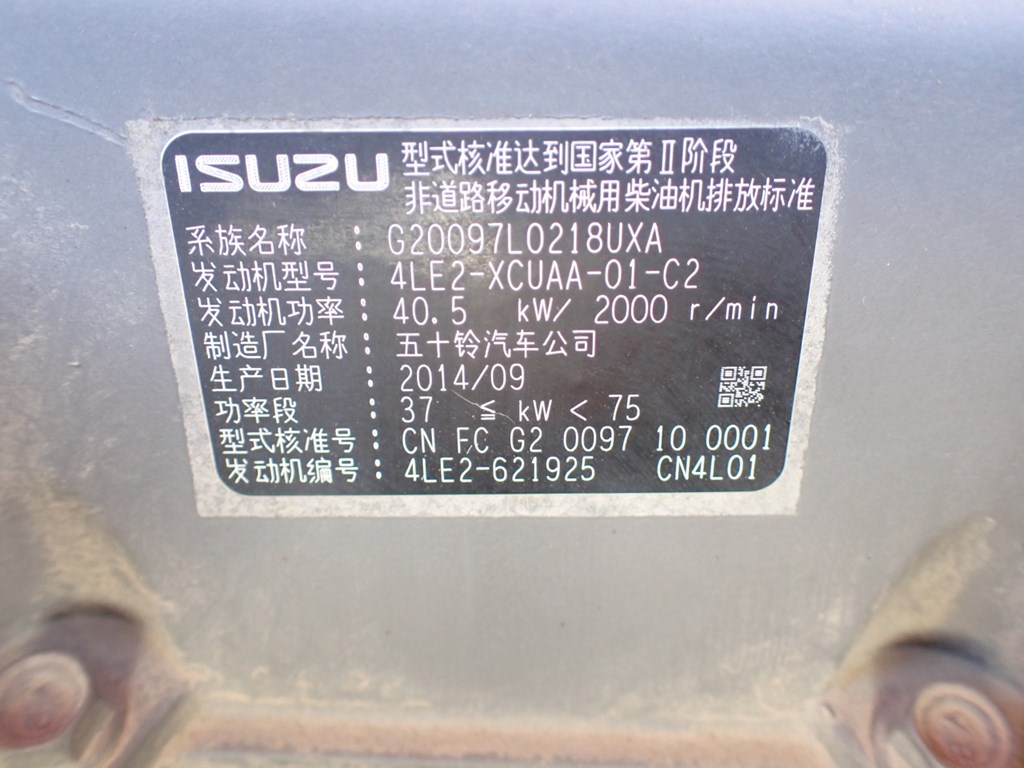 ISUZU 型式核准达到国家第Ⅱ阶段
非道路移动机械用柴油机排放标准
系族名称 : G20097L0218UXA
发动机型号 : 4LE2-XCUAA-01-C2
发动机功率 : 40.5 kW/ 2000 r/min
制造厂名称 : 五十铃汽车公司
生产日期 : 2014/09
功率段 : 37 ≦ kW < 75
型式核准号 : CN FC G2 0097 10 0001
发动机编号 : 4LE2-621925 CN4L01